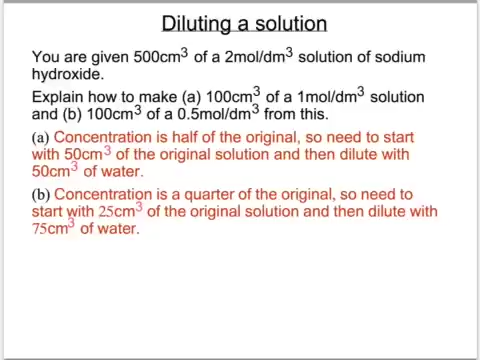 Diluting a solution
You are given 500cm³ of a 2mol/dm³ solution of sodium
hydroxide.
Explain how to make (a) 100cm³ of a 1mol/dm³ solution
and (b) 100cm³ of a 0.5mol/dm³ from this.
(a) Concentration is half of the original, so need to start
with 50cm³ of the original solution and then dilute with
50cm³ of water.
(b) Concentration is a quarter of the original, so need to
start with 25cm³ of the original solution and then dilute with
75cm³ of water.